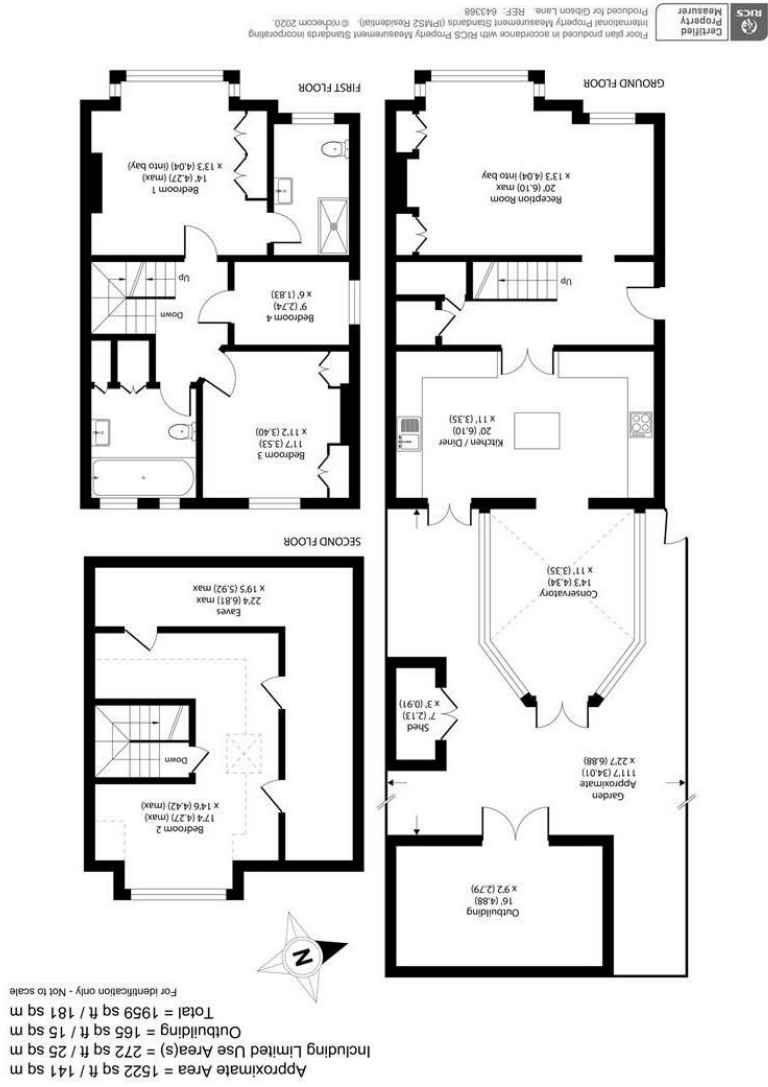 Approximate Area = 1522 sq ft / 141 sq m
Including Limited Use Area(s) = 272 sq ft / 25 sq m
Outbuilding = 165 sq ft / 15 sq m
Total = 1959 sq ft / 181 sq m
For identification only - Not to scale
N
Outbuilding
16' (4.88)
x 9'2 (2.79)
Garden
Approximate
111'7 (34.01)
x 22'7 (6.88)
Shed
7' (2.13)
x 3' (0.91)
Conservatory
14'3 (4.34)
x 11' (3.35)
Kitchen / Diner
20' (6.10)
x 11' (3.35)
Up
Reception Room
20' (6.10) max
x 13'3 (4.04) into bay
GROUND FLOOR
Bedroom 2
17'4 (4.27) (max)
x 14'6 (4.42) (max)
Down
Eaves
22'4 (6.81) max
x 19'5 (5.92) max
SECOND FLOOR
Bedroom 3
11'7 (3.53)
x 11'2 (3.40)
Down
Bedroom 4
9' (2.74)
x 6' (1.83)
Up
Bedroom 1
14' (4.27) (max)
x 13'3 (4.04) (into bay)
FIRST FLOOR
RICS
Certified
Property
Measurer
Floor plan produced in accordance with RICS Property Measurement Standards incorporating
International Property Measurement Standards (IPMS2 Residential). © nichecom 2020.
Produced for Gibson Lane. REF: 643368